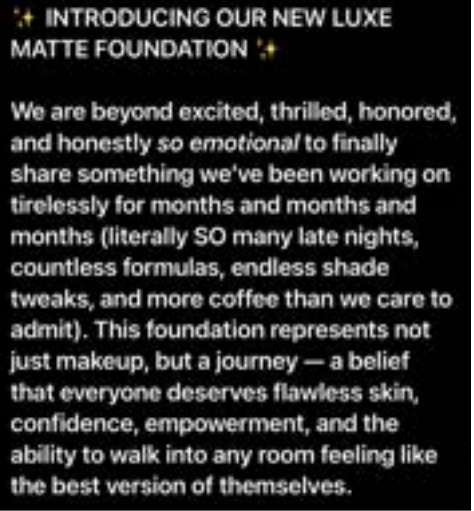 ✨ INTRODUCING OUR NEW LUXE
MATTE FOUNDATION ✨
We are beyond excited, thrilled, honored,
and honestly so emotional to finally
share something we've been working on
tirelessly for months and months and
months (literally SO many late nights,
countless formulas, endless shade
tweaks, and more coffee than we care to
admit). This foundation represents not
just makeup, but a journey — a belief
that everyone deserves flawless skin,
confidence, empowerment, and the
ability to walk into any room feeling like
the best version of themselves.